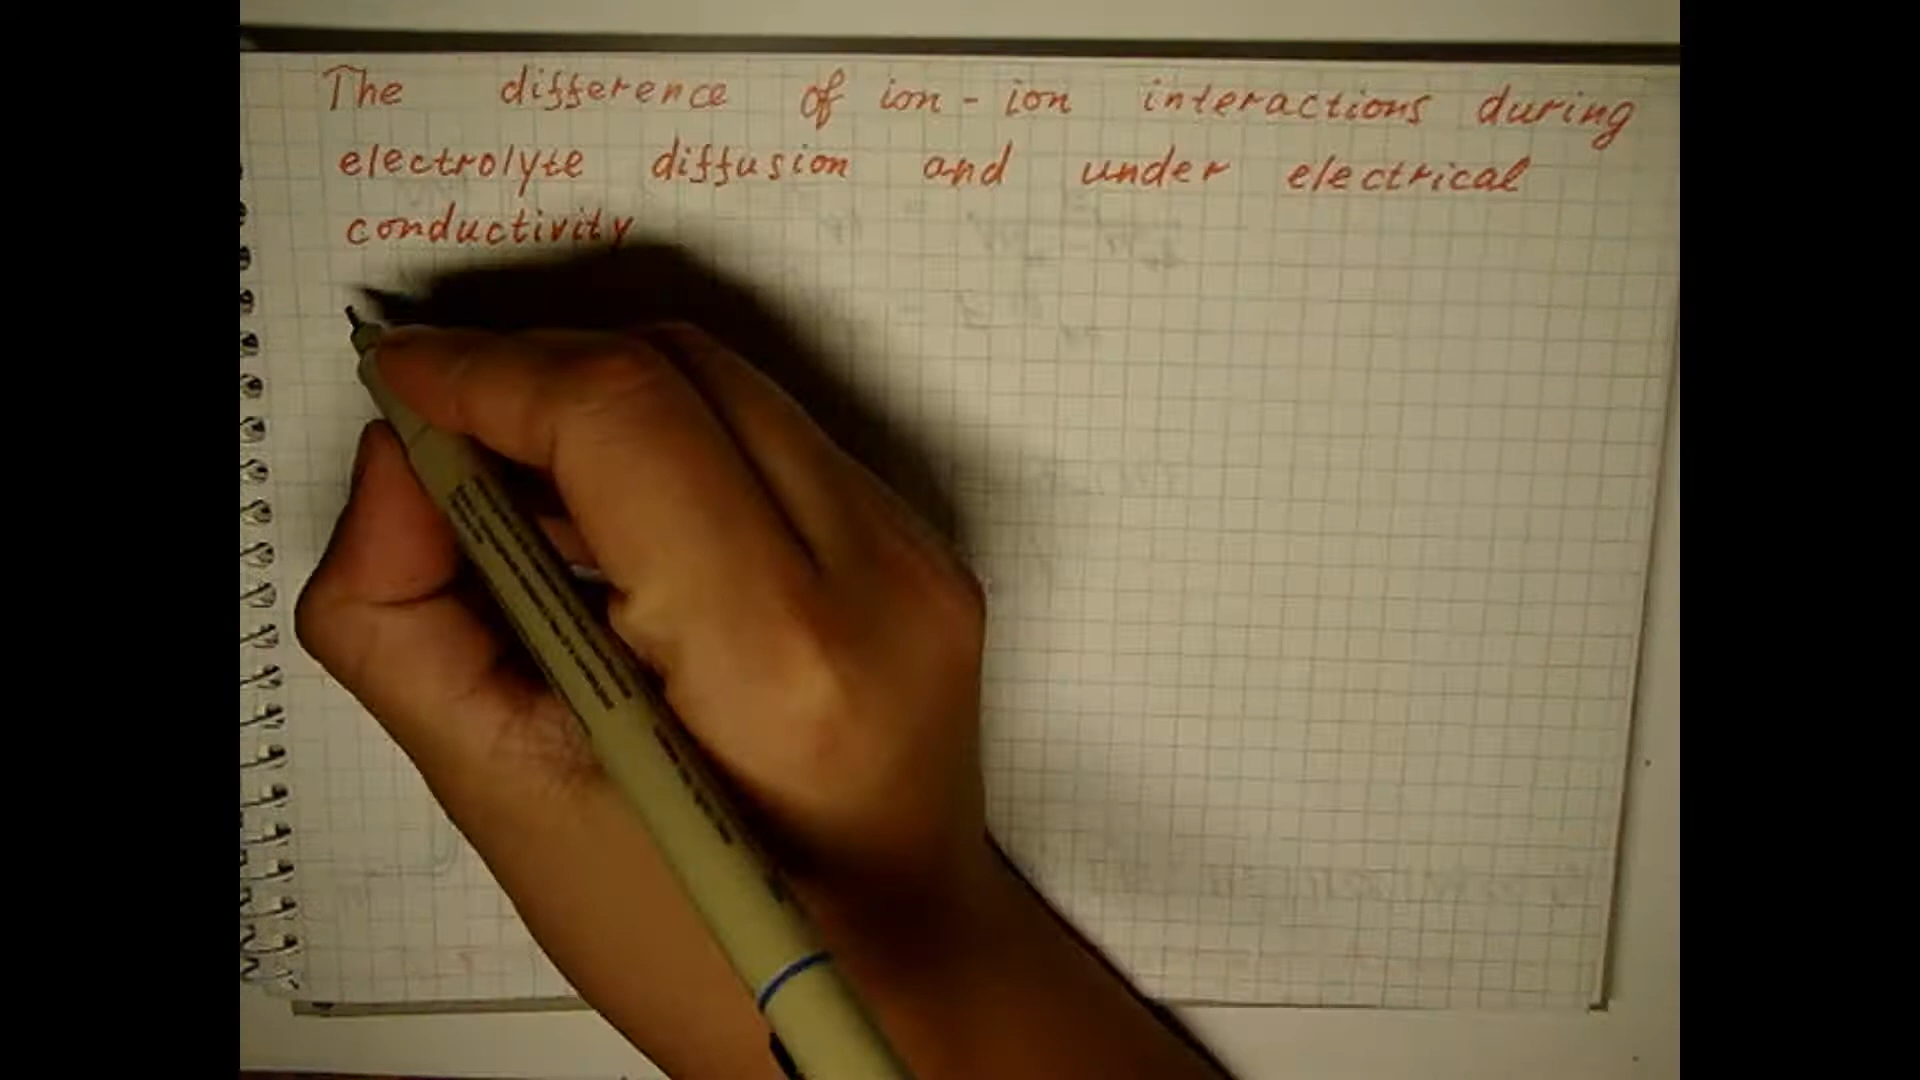 The difference of ion-ion interactions during
electrolyte diffusion and under electrical
conductivity